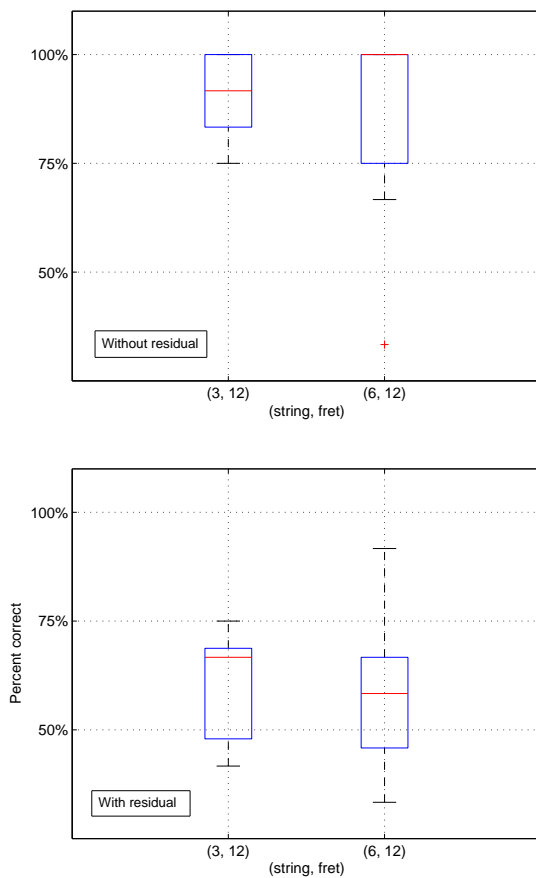 100%
75%
50%
Without residual
(3, 12) (6, 12)
(string, fret)
100%
75%
Percent correct
50%
With residual
(3, 12) (6, 12)
(string, fret)